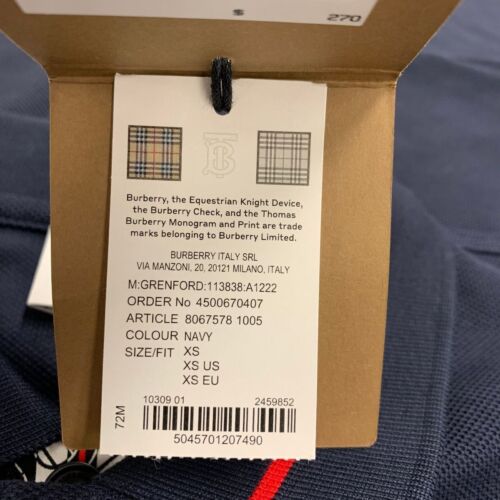 $ 270
Burberry, the Equestrian Knight Device,
the Burberry Check, and the Thomas
Burberry Monogram and Print are trade
marks belonging to Burberry Limited.
BURBERRY ITALY SRL
VIA MANZONI, 20, 20121 MILANO, ITALY
M:GRENFORD:113838:A1222
ORDER No 4500670407
ARTICLE 8067578 1005
COLOUR NAVY
SIZE/FIT XS
XS US
XS EU
72M
10309 01 2459852
5045701207490